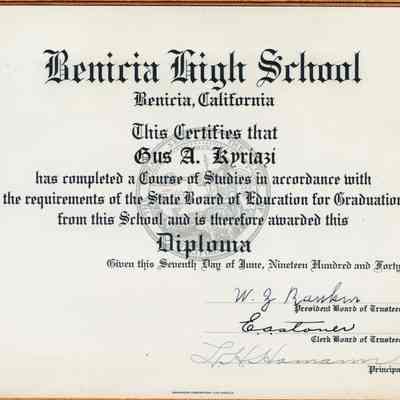 Benicia High School
Benicia, California
This Certifies that
Gus A. Kyriazi
has completed a Course of Studies in accordance with
the requirements of the State Board of Education for Graduation
from this School and is therefore awarded this
Diploma
Given this Seventh Day of June, Nineteen Hundred and Forty
President Board of Trustees
Clerk Board of Trustees
Principal